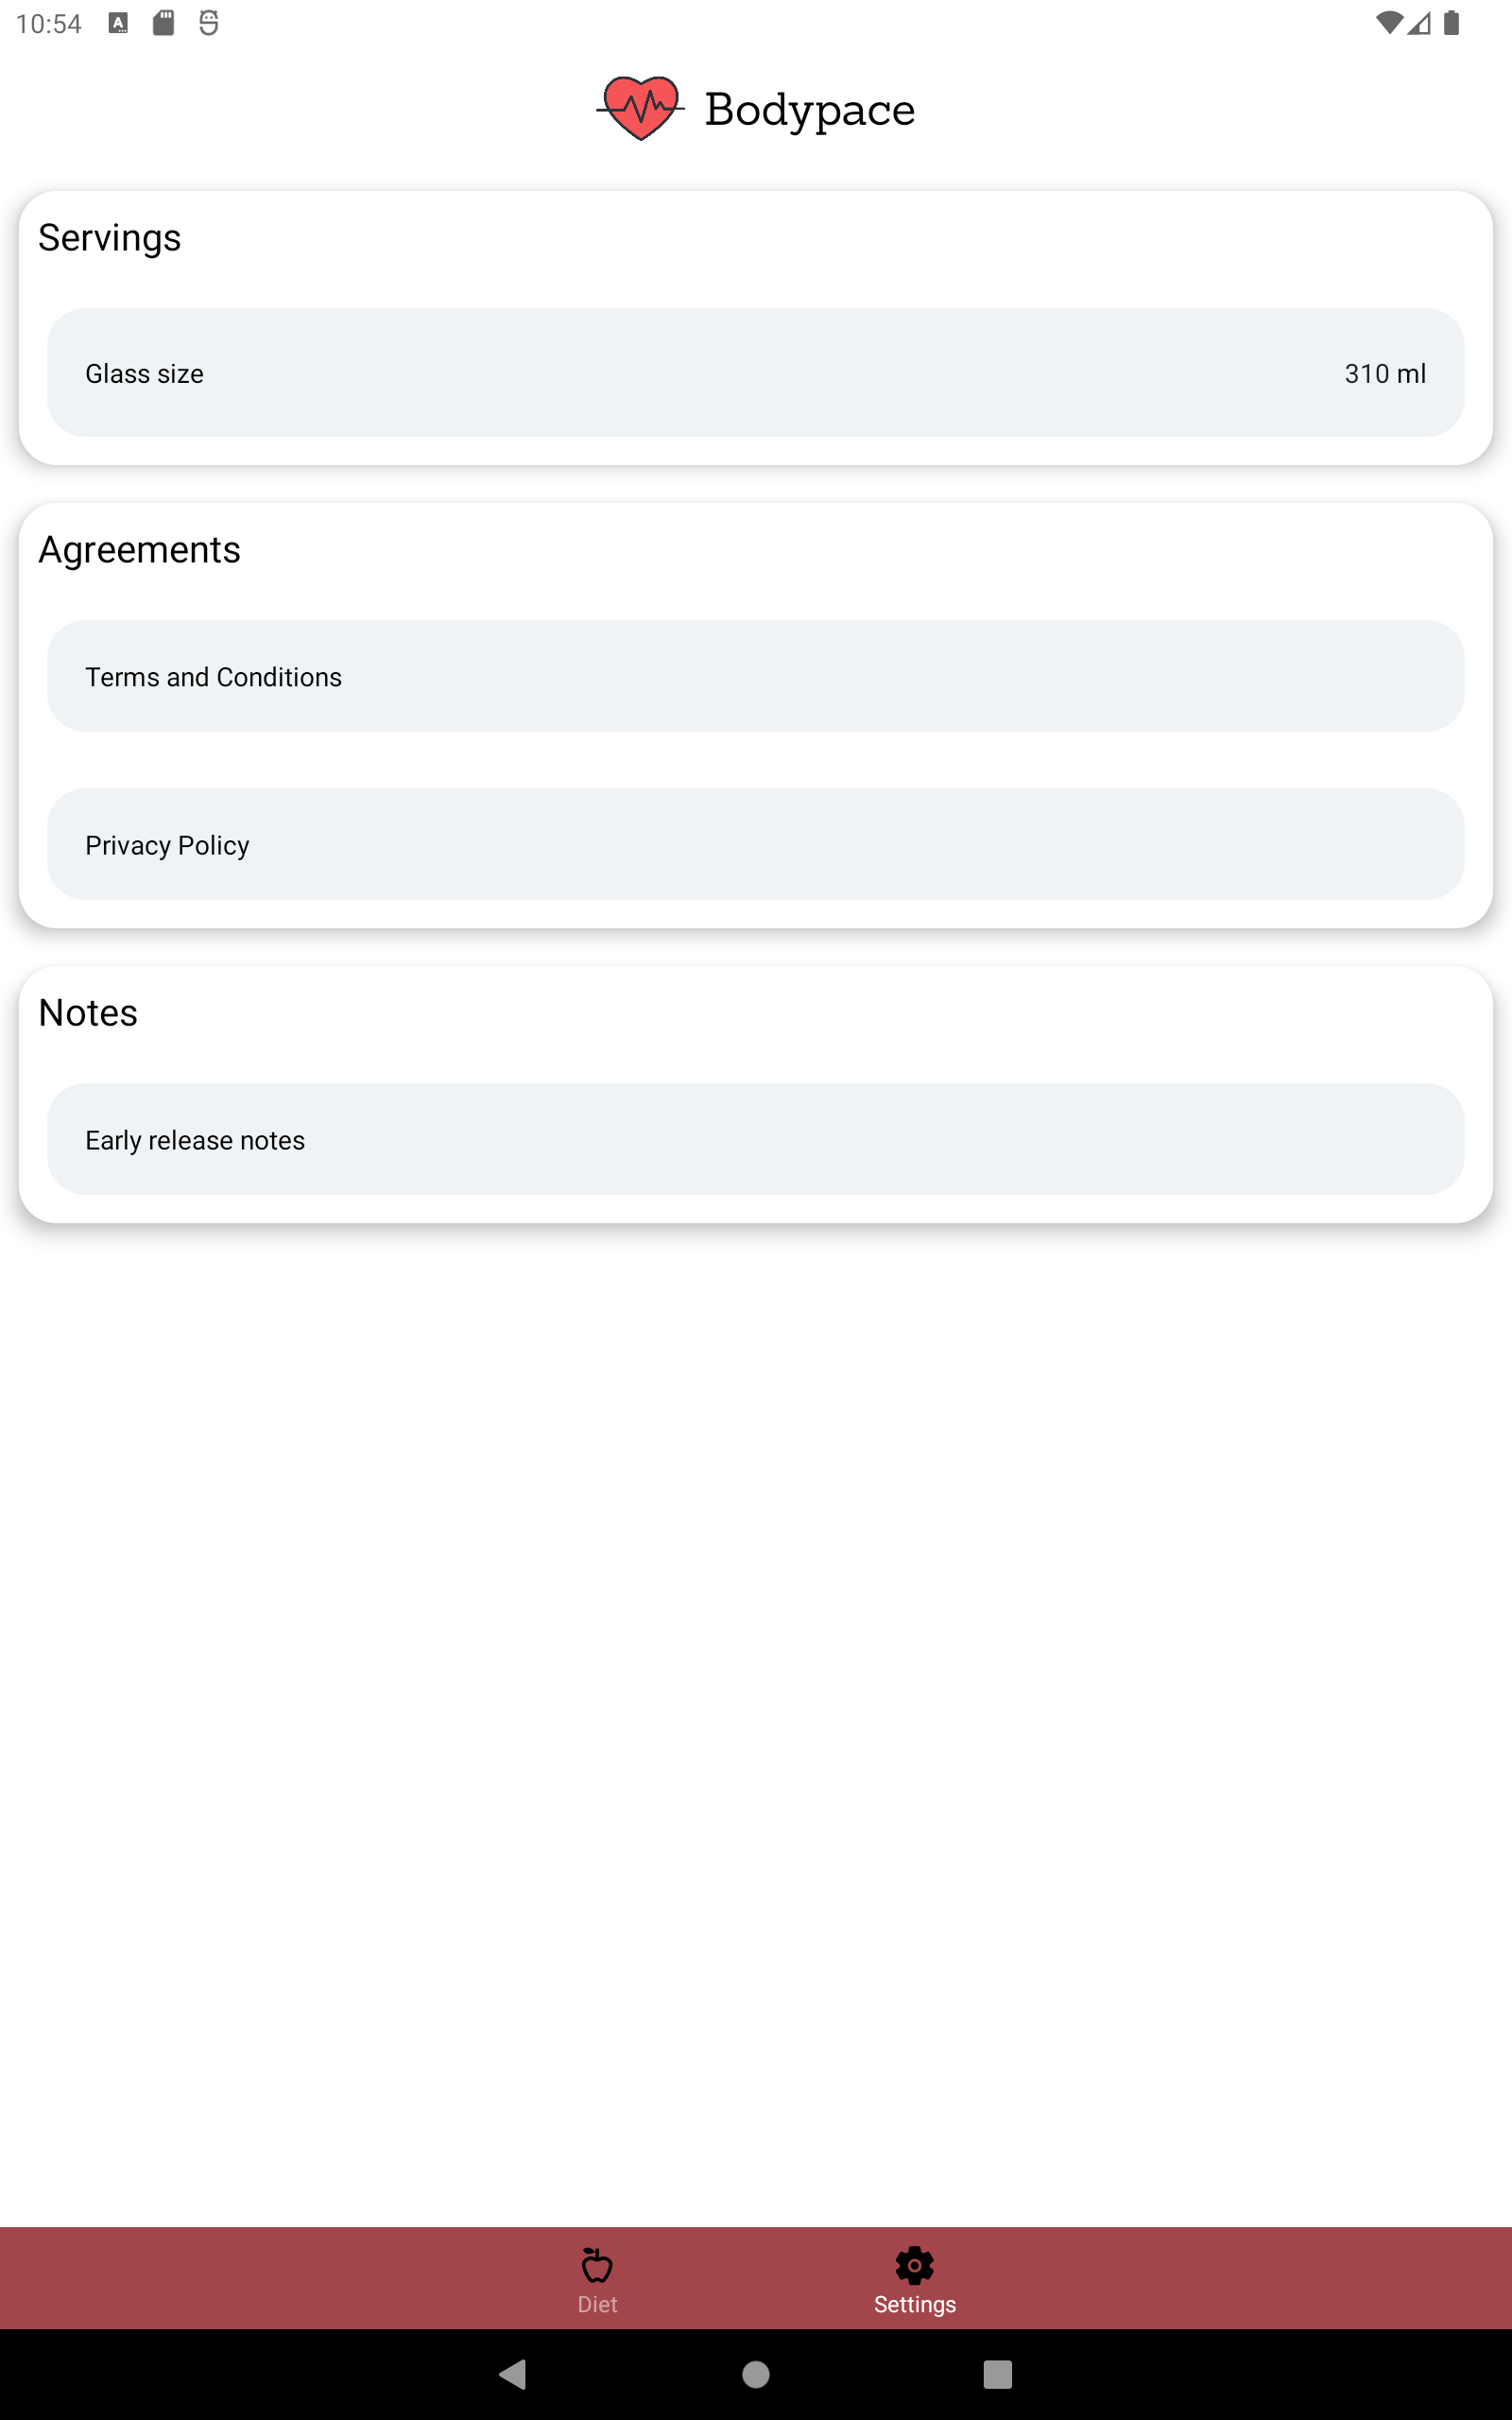 10:54
Bodypace
Servings
Glass size 310 ml
Agreements
Terms and Conditions
Privacy Policy
Notes
Early release notes
Diet Settings